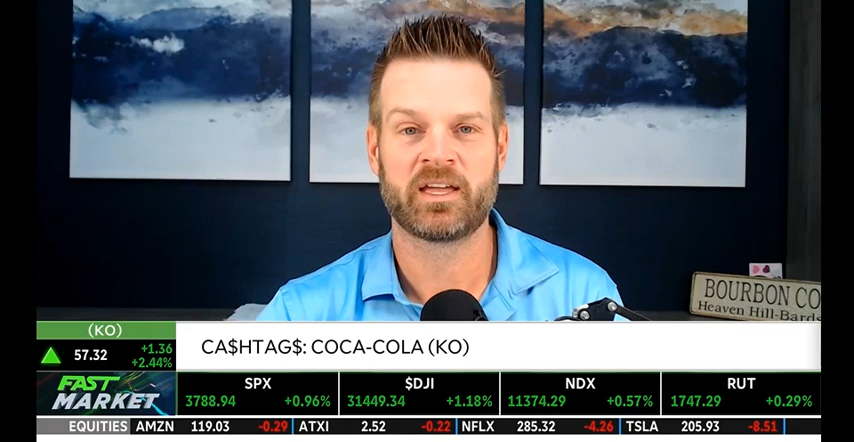 BOURBON CO
Heaven Hill-Bards
(KO)
57.32
+1.36
+2.44%
CA$HTAG$: COCA-COLA (KO)
FAST
MARKET
SPX
3788.94 +0.96%
$DJI
31449.34 +1.18%
NDX
11374.29 +0.57%
RUT
1747.29 +0.29%
EQUITIES AMZN 119.03 -0.29 ATXI 2.52 -0.22 NFLX 285.32 -4.26 TSLA 205.93 -8.51